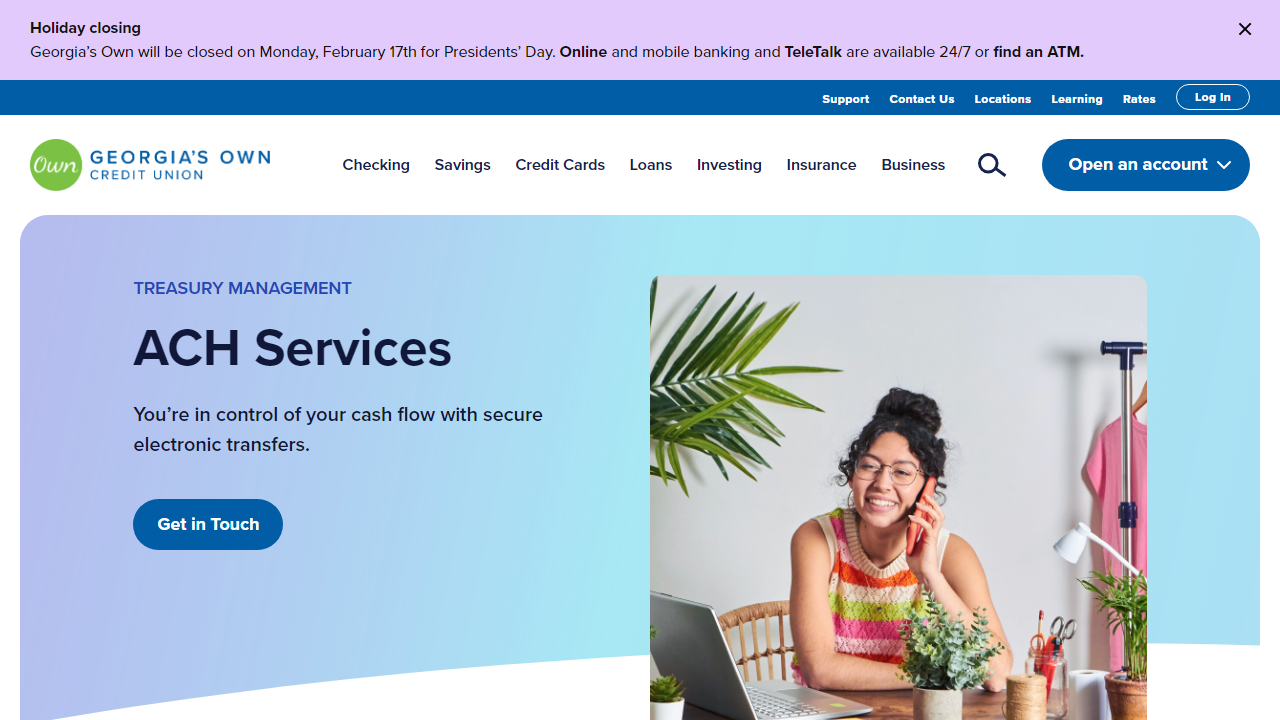 Holiday closing
Georgia’s Own will be closed on Monday, February 17th for Presidents’ Day. Online and mobile banking and TeleTalk are available 24/7 or find an ATM.
Support Contact Us Locations Learning Rates Log In
Own GEORGIA’S OWN
CREDIT UNION
Checking Savings Credit Cards Loans Investing Insurance Business Open an account
TREASURY MANAGEMENT
ACH Services
You’re in control of your cash flow with secure
electronic transfers.
Get in Touch